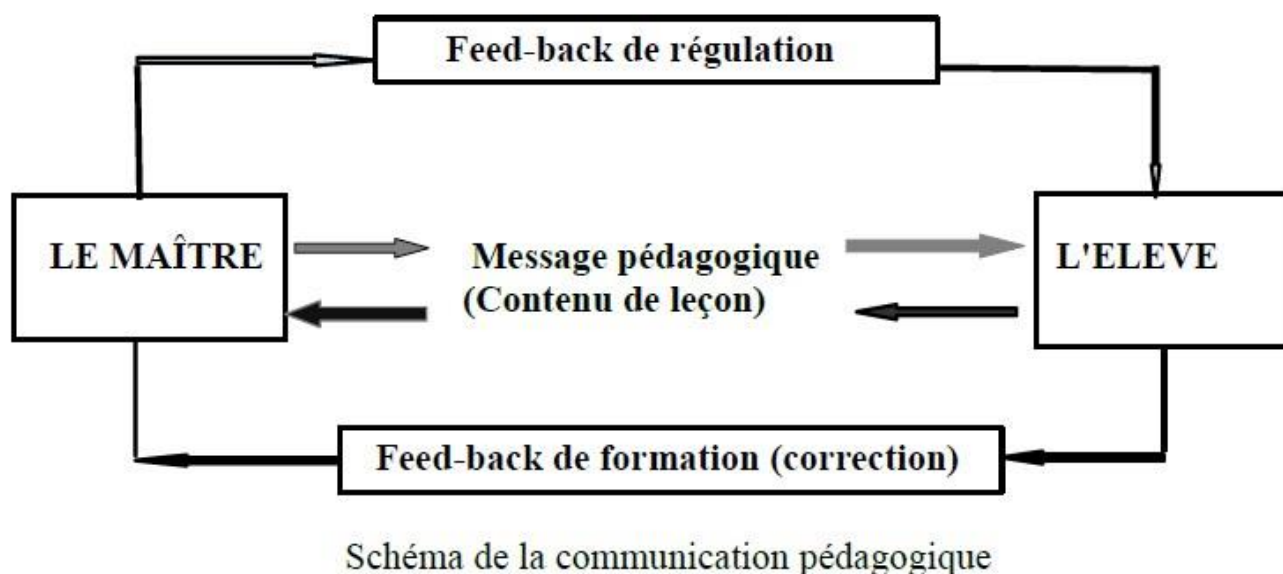 Feed-back de régulation
LE MAÎTRE
Message pédagogique
(Contenu de leçon)
L'ELEVE
Feed-back de formation (correction)
Schéma de la communication pédagogique